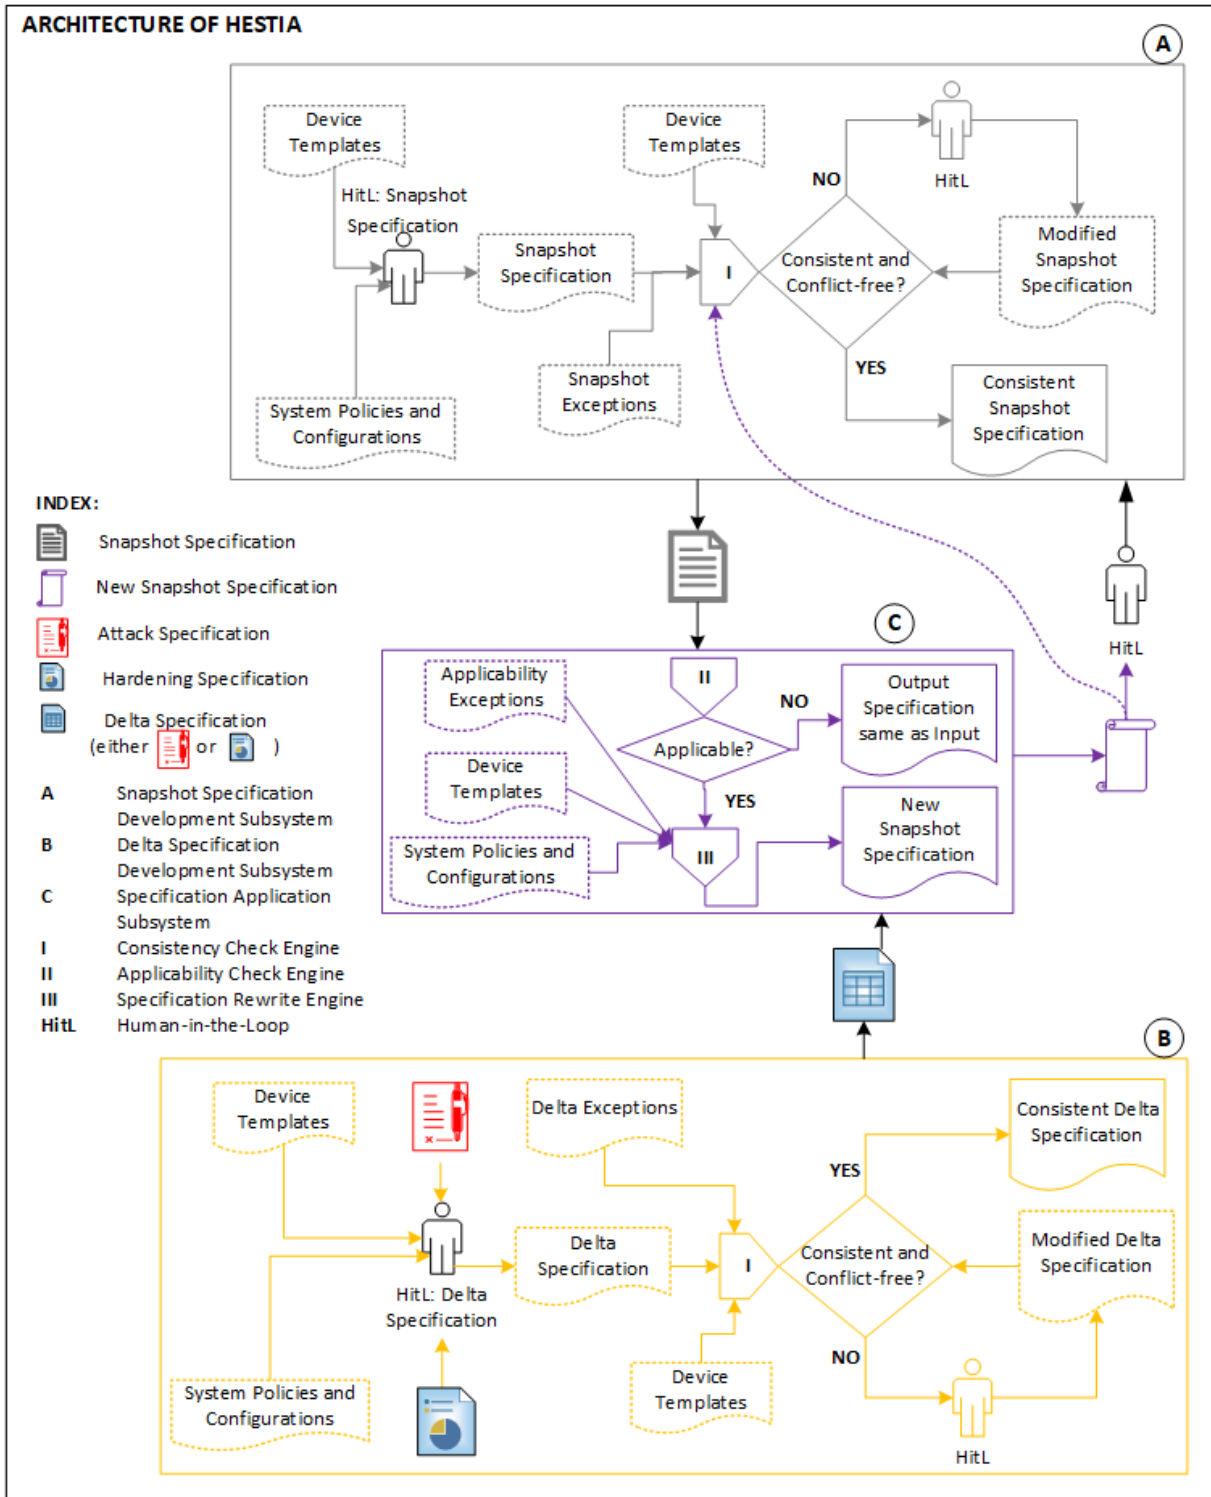 ARCHITECTURE OF HESTIA
A
Device
Templates
HitL: Snapshot
Specification
Snapshot
Specification
System Policies and
Configurations
Device
Templates
I
Snapshot
Exceptions
NO
Consistent and
Conflict-free?
YES
HitL
Modified
Snapshot
Specification
Consistent
Snapshot
Specification
INDEX:
Snapshot Specification
New Snapshot Specification
Attack Specification
Hardening Specification
Delta Specification
(either or )
A Snapshot Specification
Development Subsystem
B Delta Specification
Development Subsystem
C Specification Application
Subsystem
I Consistency Check Engine
II Applicability Check Engine
III Specification Rewrite Engine
HitL Human-in-the-Loop
HitL
C
Applicability
Exceptions
Device
Templates
System Policies and
Configurations
II
Applicable?
NO
YES
III
Output
Specification
same as Input
New
Snapshot
Specification
B
Device
Templates
System Policies and
Configurations
HitL: Delta
Specification
Delta Exceptions
Delta
Specification
Device
Templates
I
Consistent and
Conflict-free?
YES
NO
Consistent Delta
Specification
Modified Delta
Specification
HitL